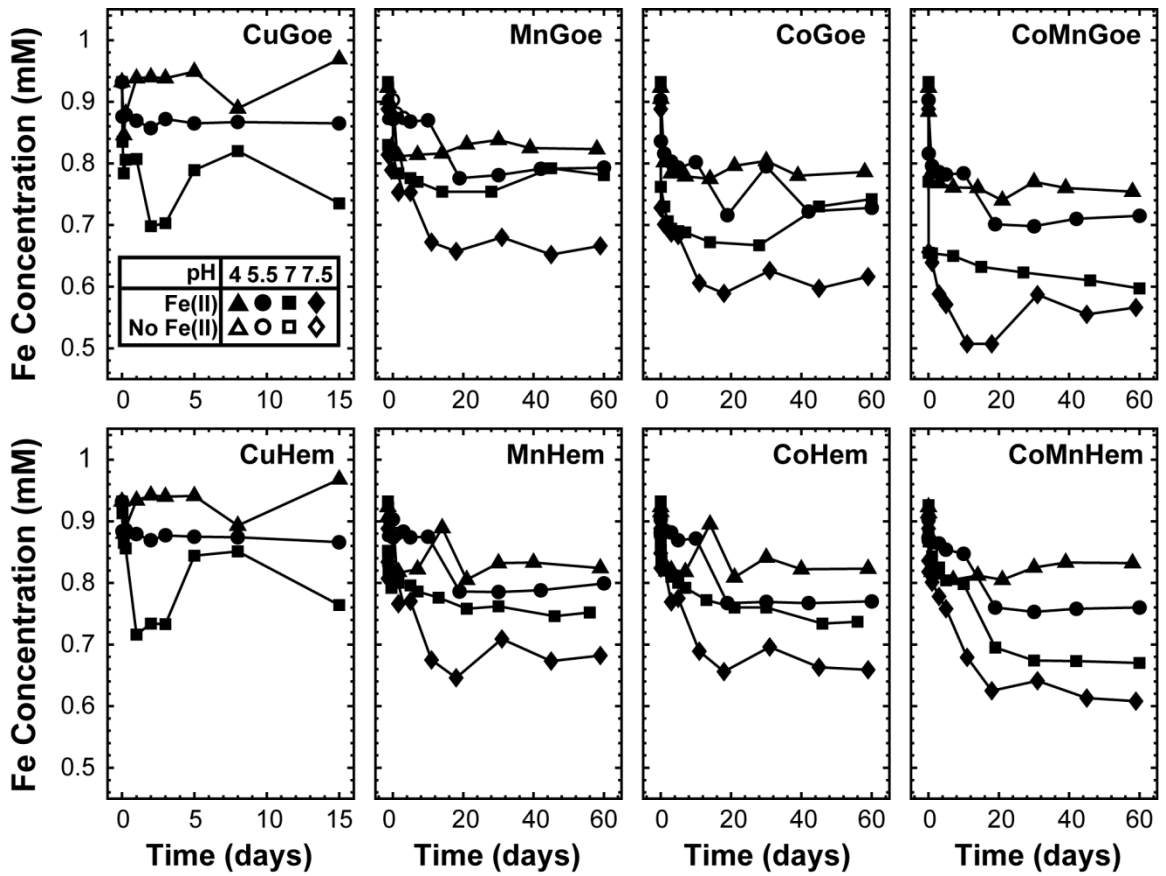 CuGoe MnGoe CoGoe CoMnGoe
Fe Concentration (mM)
1
0.9
0.8
0.7
0.6
0.5
pH 4 5.5 7 7.5
Fe(II)
No Fe(II)
0 5 10 15 0 20 40 60 0 20 40 60 0 20 40 60
CuHem MnHem CoHem CoMnHem
Fe Concentration (mM)
1
0.9
0.8
0.7
0.6
0.5
0 5 10 15 0 20 40 60 0 20 40 60 0 20 40 60
Time (days) Time (days) Time (days) Time (days)